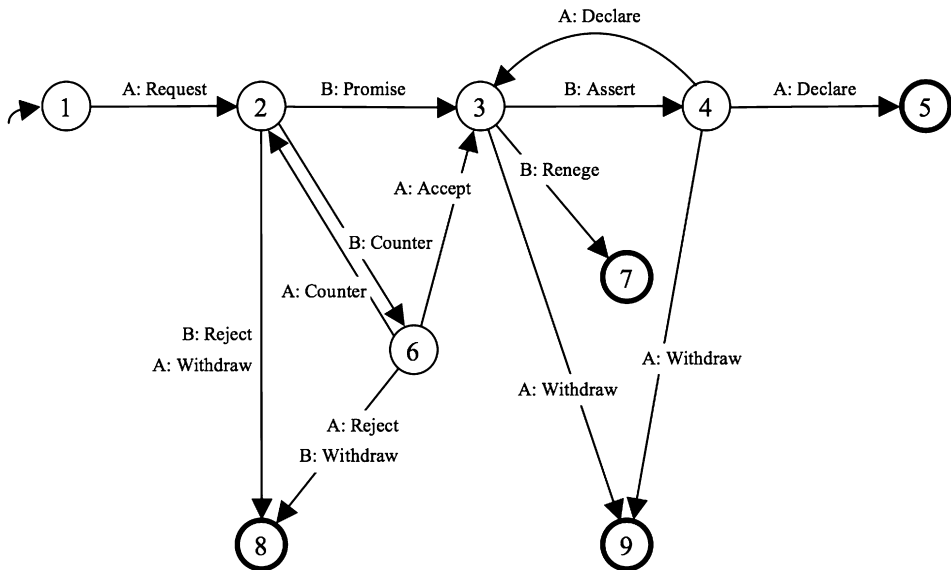 A: Declare
1
A: Request
2
B: Promise
3
B: Assert
4
A: Declare
5
B: Renege
A: Accept
B: Counter
7
A: Counter
B: Reject
6
A: Withdraw
A: Withdraw
A: Withdraw
A: Reject
B: Withdraw
8
9